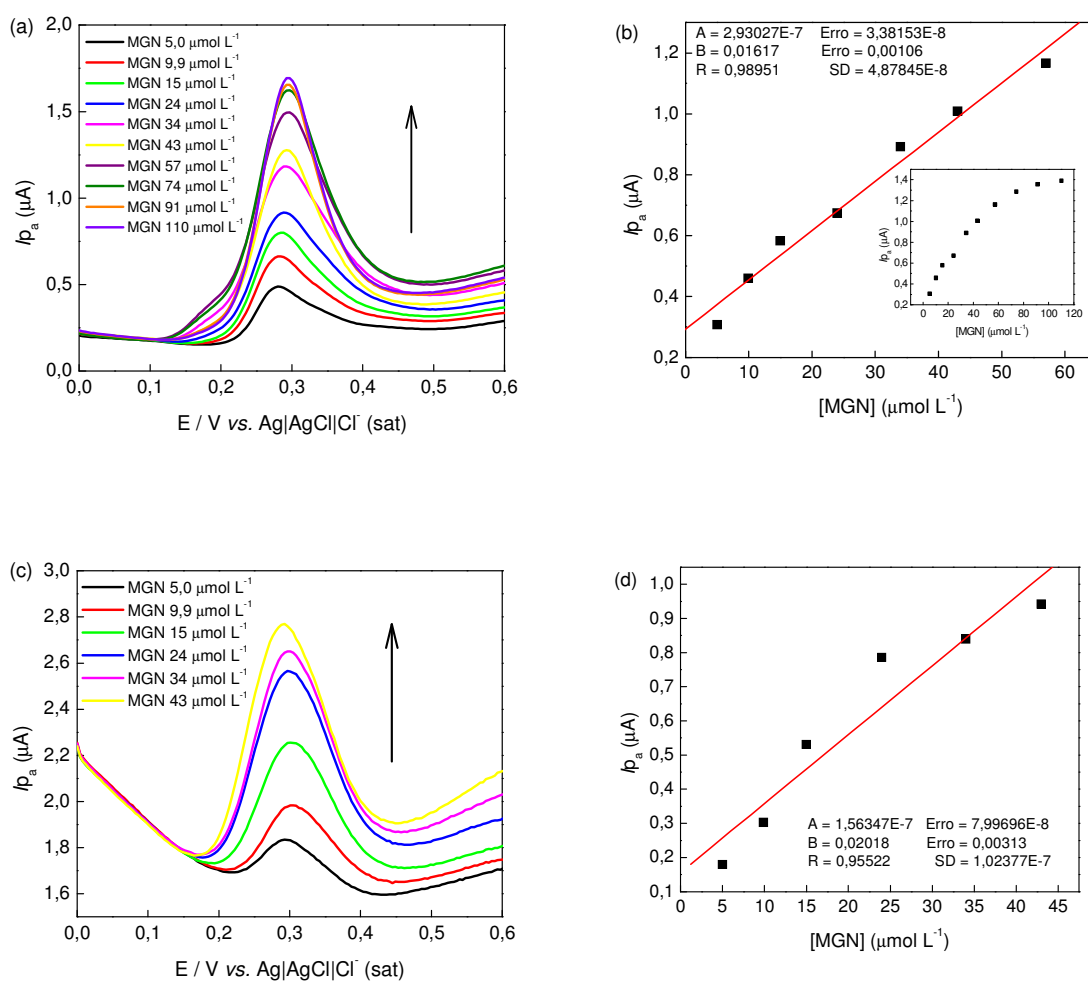 (a)
2,0
1,5
1,0
0,5
0,0
Ip_a (μA)
MGN 5,0 μmol L⁻¹
MGN 9,9 μmol L⁻¹
MGN 15 μmol L⁻¹
MGN 24 μmol L⁻¹
MGN 34 μmol L⁻¹
MGN 43 μmol L⁻¹
MGN 57 μmol L⁻¹
MGN 74 μmol L⁻¹
MGN 91 μmol L⁻¹
MGN 110 μmol L⁻¹
0,0 0,1 0,2 0,3 0,4 0,5 0,6
E / V vs. Ag|AgCl|Cl⁻ (sat)
(b)
A = 2,93027E-7 Erro = 3,38153E-8
B = 0,01617 Erro = 0,00106
R = 0,98951 SD = 4,87845E-8
1,2
1,0
0,8
0,6
0,4
0,2
Ip_a (μA)
0 10 20 30 40 50 60
[MGN] (μmol L⁻¹)
1,4
1,2
1,0
0,8
0,6
0,4
0,2
Ip_a (μA)
0 20 40 60 80 100 120
[MGN] (μmol L⁻¹)
(c)
3,0
2,8
2,6
2,4
2,2
2,0
1,8
1,6
Ip_a (μA)
MGN 5,0 μmol L⁻¹
MGN 9,9 μmol L⁻¹
MGN 15 μmol L⁻¹
MGN 24 μmol L⁻¹
MGN 34 μmol L⁻¹
MGN 43 μmol L⁻¹
0,0 0,1 0,2 0,3 0,4 0,5 0,6
E / V vs. Ag|AgCl|Cl⁻ (sat)
(d)
1,0
0,9
0,8
0,7
0,6
0,5
0,4
0,3
0,2
0,1
Ip_a (μA)
A = 1,56347E-7 Erro = 7,99696E-8
B = 0,02018 Erro = 0,00313
R = 0,95522 SD = 1,02377E-7
0 5 10 15 20 25 30 35 40 45
[MGN] (μmol L⁻¹)